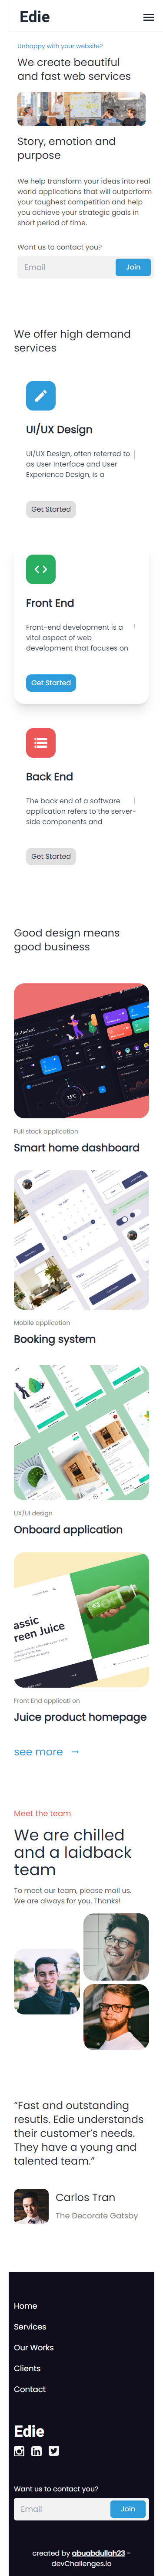 Edie
Unhappy with your website?
We create beautiful
and fast web services
Story, emotion and
purpose
We help transform your ideas into real
world applications that will outperform
your toughest competition and help
you achieve your strategic goals in
short period of time.
Want us to contact you?
Email
Join
We offer high demand
services
UI/UX Design
UI/UX Design, often referred to
as User Interface and User
Experience Design, is a
Get Started
Front End
Front-end development is a
vital aspect of web
development that focuses on
Get Started
Back End
The back end of a software
application refers to the server-
side components and
Get Started
Good design means
good business
Full stack application
Smart home dashboard
Mobile application
Booking system
UX/UI design
Onboard application
assic
reen Juice
Front End applicati on
Juice product homepage
see more →
Meet the team
We are chilled
and a laidback
team
To meet our team, please mail us.
We are always for you. Thanks!
“Fast and outstanding
resutls. Edie understands
their customer’s needs.
They have a young and
talented team.”
Carlos Tran
The Decorate Gatsby
Home
Services
Our Works
Clients
Contact
Edie
Want us to contact you?
Email
Join
created by abuabdullah23 -
devChallenges.io